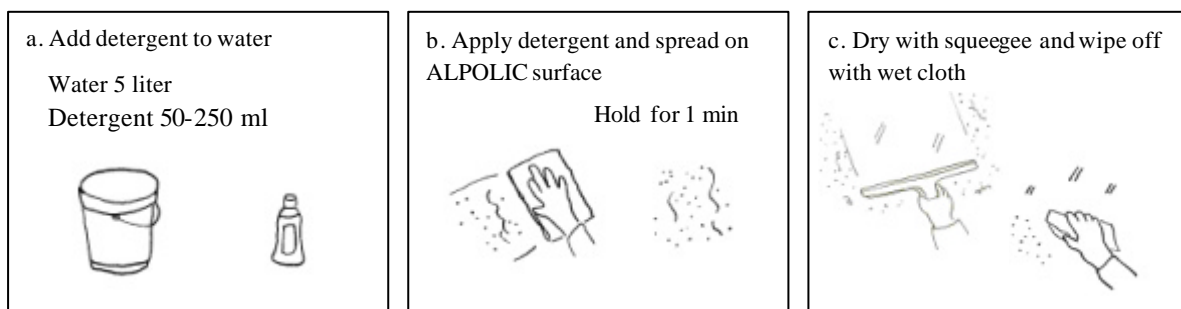 a. Add detergent to water
Water 5 liter
Detergent 50-250 ml
b. Apply detergent and spread on
ALPOLIC surface
Hold for 1 min
c. Dry with squeegee and wipe off
with wet cloth